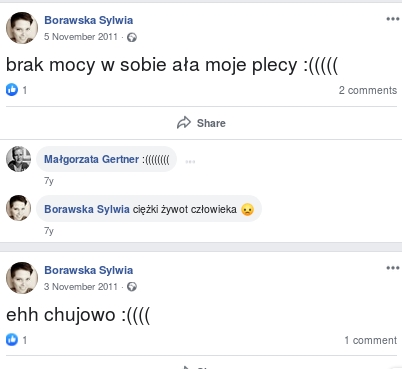 Borawska Sylwia
5 November 2011 ·
brak mocy w sobie ała moje plecy :(((((
1
2 comments
Share
Małgorzata Gertner :((((((((
7y
Borawska Sylwia ciężki żywot człowieka 😟
7y
Borawska Sylwia
3 November 2011 ·
ehh chujowo :((((
1
1 comment